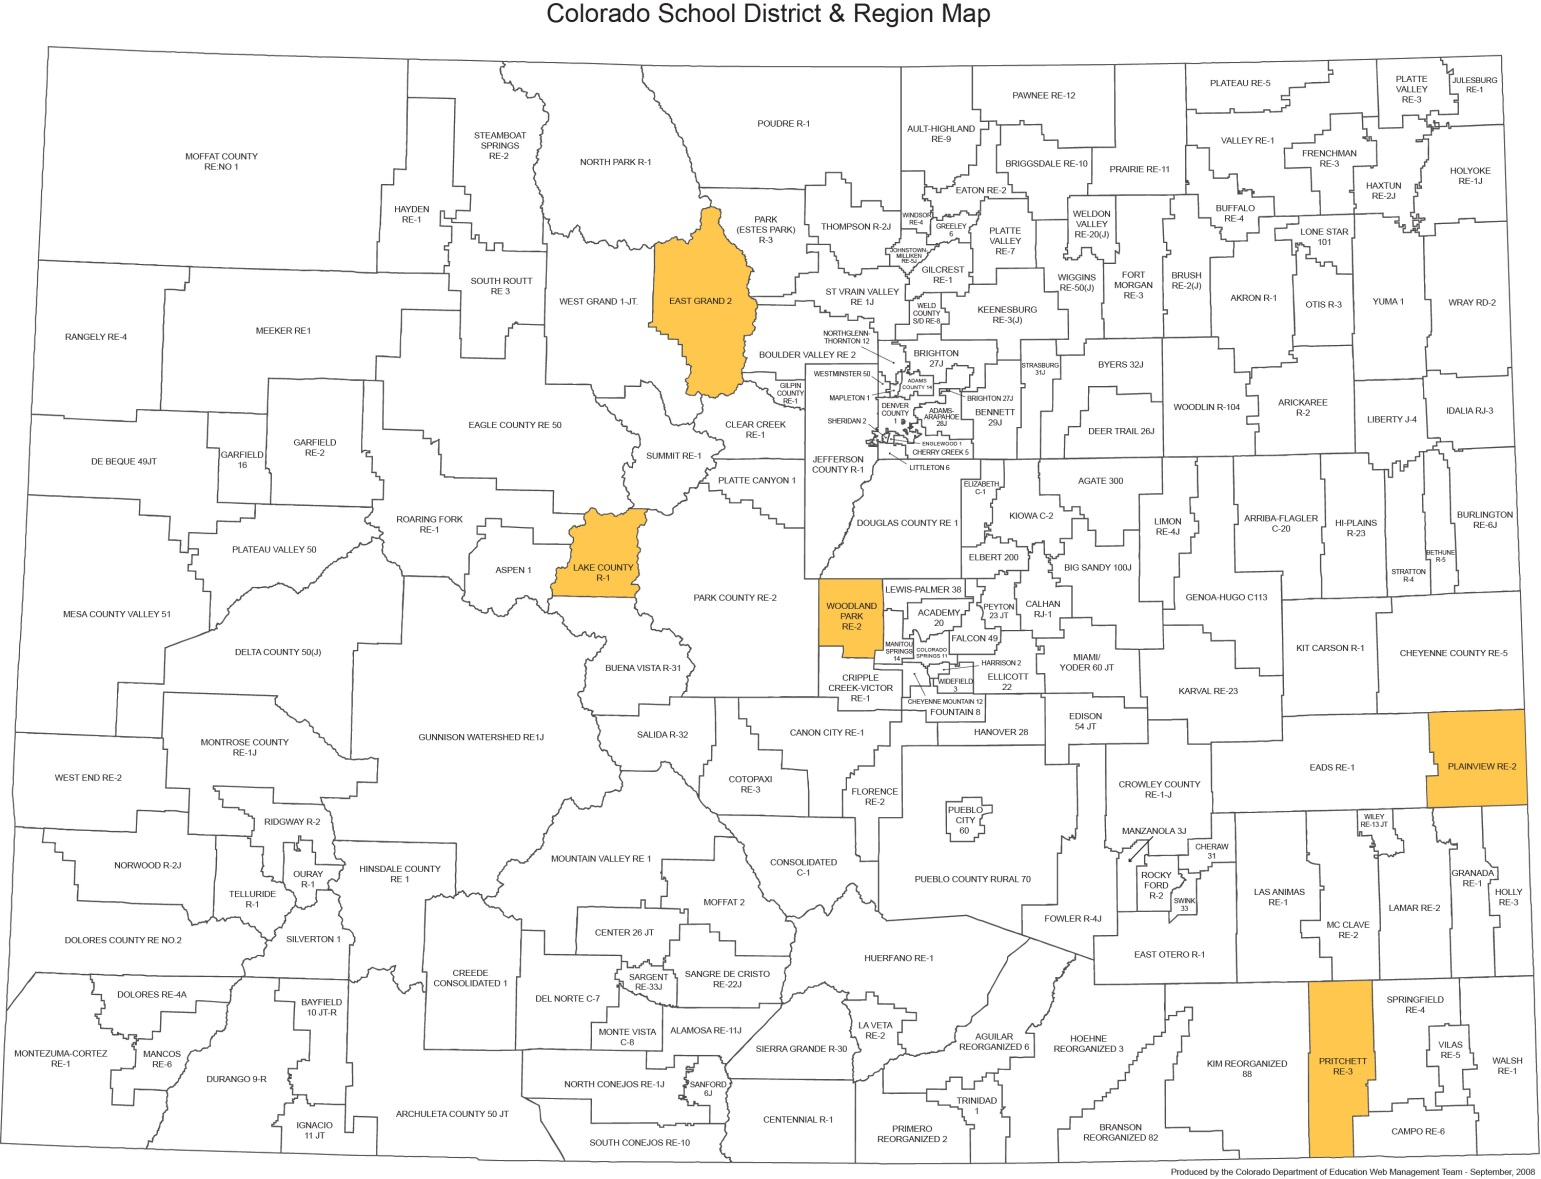 Colorado School District & Region Map
MOFFAT COUNTY
RE:NO 1
HAYDEN
RE-1
STEAMBOAT
SPRINGS
RE-2
NORTH PARK R-1
POUDRE R-1
AULT-HIGHLAND
RE-9
PAWNEE RE-12
BRIGGSDALE RE-10
PRAIRIE RE-11
PLATEAU RE-5
VALLEY RE-1
FRENCHMAN
RE-3
BUFFALO
RE-4
PLATTE
VALLEY
RE-3
JULESBURG
RE-1
HAXTUN
RE-2J
HOLYOKE
RE-1J
PARK
(ESTES PARK)
R-3
THOMPSON R-2J
WINDSOR
RE-4
EATON RE-2
GREELEY
6
PLATTE
VALLEY
RE-7
WELDON
VALLEY
RE-20(J)
LONE STAR
101
JOHNSTOWN-
MILLIKEN
RE-5J
GILCREST
RE-1
SOUTH ROUTT
RE 3
WEST GRAND 1-JT.
EAST GRAND 2
ST VRAIN VALLEY
RE 1J
WELD
COUNTY
S/D RE-8
KEENESBURG
RE-3(J)
WIGGINS
RE-50(J)
FORT
MORGAN
RE-3
BRUSH
RE-2(J)
AKRON R-1
OTIS R-3
YUMA 1
WRAY RD-2
RANGELY RE-4
MEEKER RE1
BOULDER VALLEY RE 2
NORTHGLENN-
THORNTON 12
BRIGHTON
27J
WESTMINSTER 50
ADAMS
COUNTY 14
MAPLETON 1
BRIGHTON 27J
DENVER
COUNTY
1
ADAMS-
ARAPAHOE
28J
BENNETT
29J
STRASBURG
31J
BYERS 32J
DEER TRAIL 26J
WOODLIN R-104
ARICKAREE
R-2
LIBERTY J-4
IDALIA RJ-3
GILPIN
COUNTY
RE-1
CLEAR CREEK
RE-1
SHERIDAN 2
ENGLEWOOD 1
CHERRY CREEK 5
LITTLETON 6
JEFFERSON
COUNTY R-1
DE BEQUE 49JT
GARFIELD
16
GARFIELD
RE-2
EAGLE COUNTY RE 50
SUMMIT RE-1
PLATTE CANYON 1
ROARING FORK
RE-1
ASPEN 1
LAKE COUNTY
R-1
PARK COUNTY RE-2
DOUGLAS COUNTY RE 1
ELIZABETH
C-1
KIOWA C-2
AGATE 300
ELBERT 200
BIG SANDY 100J
LIMON
RE-4J
ARRIBA-FLAGLER
C-20
HI-PLAINS
R-23
STRATTON
R-4
BETHUNE
R-5
BURLINGTON
RE-6J
GENOA-HUGO C113
PLATEAU VALLEY 50
MESA COUNTY VALLEY 51
DELTA COUNTY 50(J)
WOODLAND
PARK
RE-2
LEWIS-PALMER 38
ACADEMY
20
PEYTON
23 JT
CALHAN
RJ-1
FALCON 49
MANITOU
SPRINGS
14
COLORADO
SPRINGS 11
HARRISON 2
WIDEFIELD
3
ELLICOTT
22
MIAMI/
YODER 60 JT
CHEYENNE MOUNTAIN 12
FOUNTAIN 8
HANOVER 28
EDISON
54 JT
KARVAL RE-23
KIT CARSON R-1
CHEYENNE COUNTY RE-5
BUENA VISTA R-31
CRIPPLE
CREEK-VICTOR
RE-1
SALIDA R-32
CANON CITY RE-1
COTOPAXI
RE-3
FLORENCE
RE-2
GUNNISON WATERSHED RE1J
MONTROSE COUNTY
RE-1J
WEST END RE-2
RIDGWAY R-2
PUEBLO
CITY
60
PUEBLO COUNTY RURAL 70
CROWLEY COUNTY
RE-1-J
MANZANOLA 3J
CHERAW
31
ROCKY
FORD
R-2
SWINK
33
FOWLER R-4J
EAST OTERO R-1
EADS RE-1
PLAINVIEW RE-2
WILEY
RE-13 JT
LAS ANIMAS
RE-1
MC CLAVE
RE-2
LAMAR RE-2
GRANADA
RE-1
HOLLY
RE-3
NORWOOD R-2J
TELLURIDE
R-1
OURAY
R-1
HINSDALE COUNTY
RE 1
SILVERTON 1
DOLORES COUNTY RE NO.2
MOUNTAIN VALLEY RE 1
MOFFAT 2
CONSOLIDATED
C-1
CENTER 26 JT
CREEDE
CONSOLIDATED 1
DEL NORTE C-7
SARGENT
RE-33J
SANGRE DE CRISTO
RE-22J
MONTE VISTA
C-8
ALAMOSA RE-11J
HUERFANO RE-1
LA VETA
RE-2
SIERRA GRANDE R-30
AGUILAR
REORGANIZED 6
HOEHNE
REORGANIZED 3
KIM REORGANIZED
88
PRITCHETT
RE-3
SPRINGFIELD
RE-4
VILAS
RE-5
WALSH
RE-1
CAMPO RE-6
DOLORES RE-4A
MONTEZUMA-CORTEZ
RE-1
MANCOS
RE-6
DURANGO 9-R
BAYFIELD
10 JT-R
IGNACIO
11 JT
ARCHULETA COUNTY 50 JT
NORTH CONEJOS RE-1J
SANFORD
6J
SOUTH CONEJOS RE-10
CENTENNIAL R-1
PRIMERO
REORGANIZED 2
TRINIDAD
1
BRANSON
REORGANIZED 82
Produced by the Colorado Department of Education Web Management Team - September, 2008